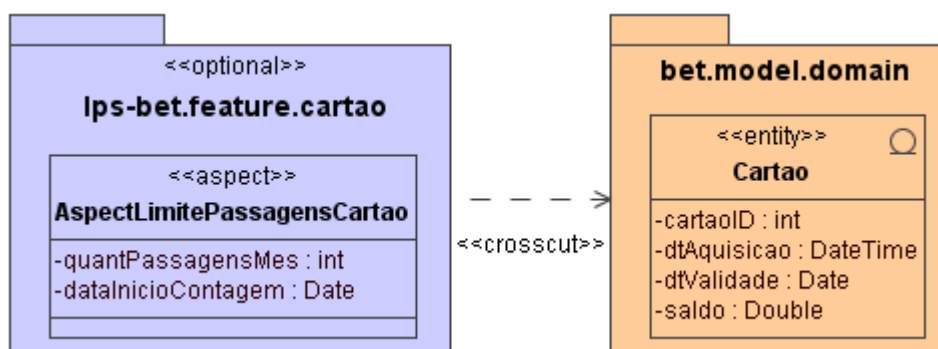 <<optional>>
lps-bet.feature.cartao
<<aspect>>
AspectLimitePassagensCartao
-quantPassagensMes : int
-dataInicioContagem : Date
<<crosscut>>
bet.model.domain
<<entity>>
Cartao
-cartaoID : int
-dtAquisicao : DateTime
-dtValidade : Date
-saldo : Double